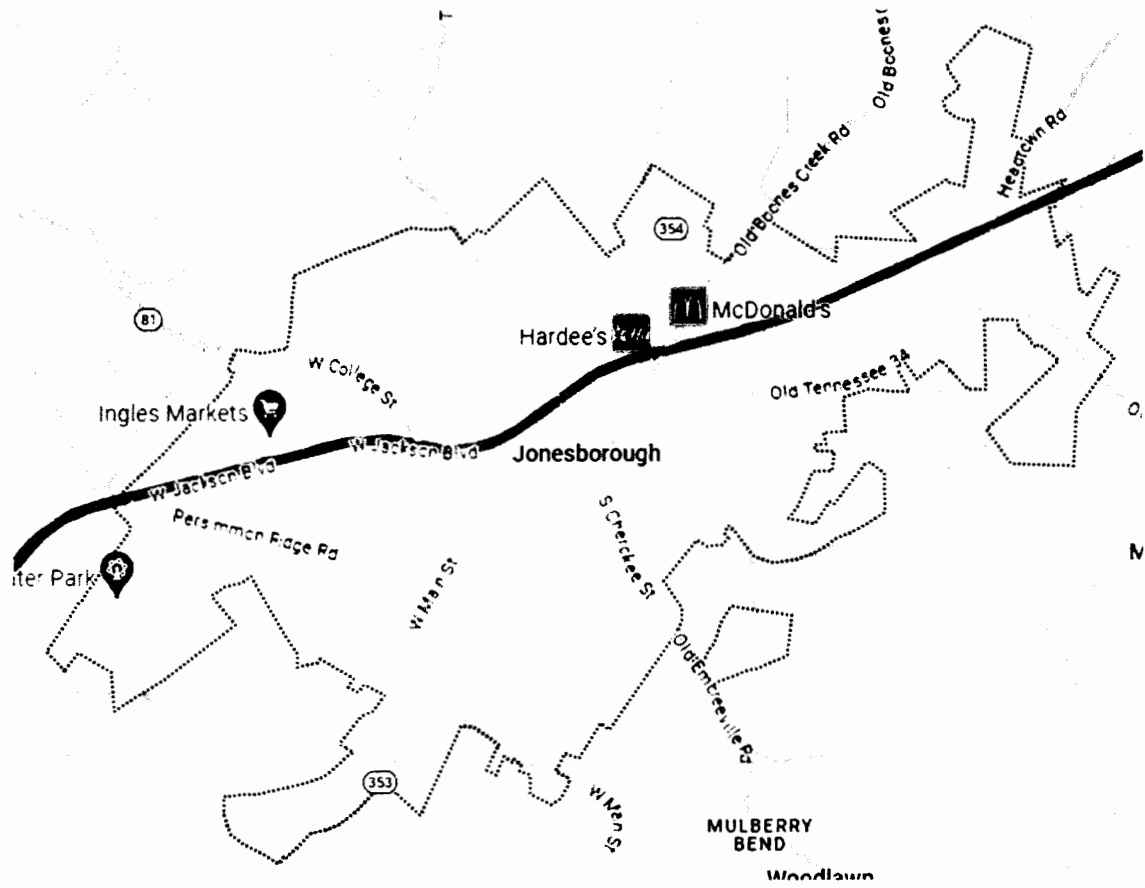 Old Boones
Old Boones Creek Rd
Headtown Rd
354
McDonald's
Hardee's
81
W College St
Old Tennessee 34
Ingles Markets
W Jackson Blvd
Jonesborough
W Jackson Blvd
Persimmon Ridge Rd
S Cherokee St
Park
W Main St
Old Embreeville Rd
353
W Main St
MULBERRY
BEND
Woodlawn